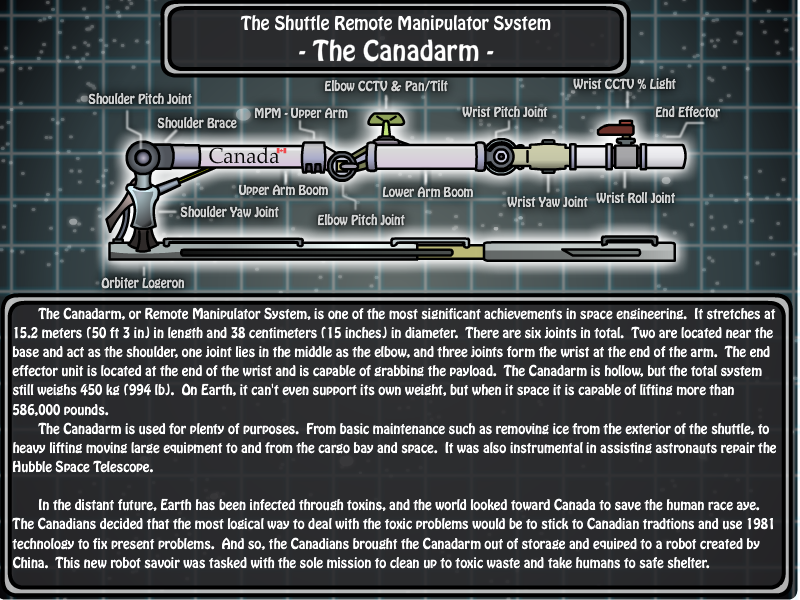 The Shuttle Remote Manipulator System
- The Canadarm -
Elbow CCTV & Pan/Tilt
Wrist CCTV % Light
Shoulder Pitch Joint
MPM - Upper Arm
Wrist Pitch Joint
End Effector
Shoulder Brace
Canada
Upper Arm Boom
Lower Arm Boom
Wrist Yaw Joint
Wrist Roll Joint
Shoulder Yaw Joint
Elbow Pitch Joint
Orbiter Logeron
The Canadarm, or Remote Manipulator System, is one of the most significant achievements in space engineering. It stretches at
15.2 meters (50 ft 3 in) in length and 38 centimeters (15 inches) in diameter. There are six joints in total. Two are located near the
base and act as the shoulder, one joint lies in the middle as the elbow, and three joints form the wrist at the end of the arm. The end
effector unit is located at the end of the wrist and is capable of grabbing the payload. The Canadarm is hollow, but the total system
still weighs 450 kg (994 lb). On Earth, it can't even support its own weight, but when it space it is capable of lifting more than
586,000 pounds.
The Canadarm is used for plenty of purposes. From basic maintenance such as removing ice from the exterior of the shuttle, to
heavy lifting moving large equipment to and from the cargo bay and space. It was also instrumental in assisting astronauts repair the
Hubble Space Telescope.
In the distant future, Earth has been infected through toxins, and the world looked toward Canada to save the human race aye.
The Canadians decided that the most logical way to deal with the toxic problems would be to stick to Canadian tradtions and use 1981
technology to fix present problems. And so, the Canadians brought the Canadarm out of storage and equiped to a robot created by
China. This new robot savoir was tasked with the sole mission to clean up to toxic waste and take humans to safe shelter.